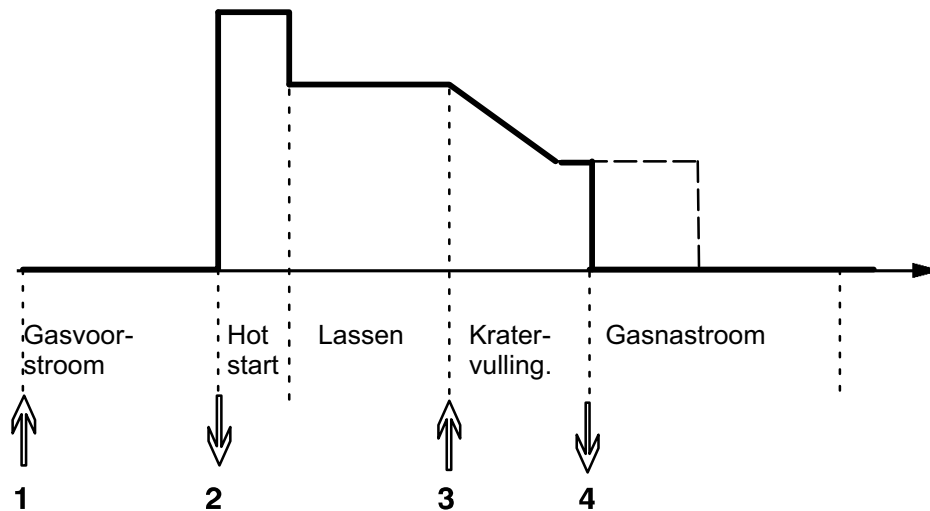 Gasvoor-
stroom
Hot
start
Lassen
Krater-
vulling.
Gasnastroom
1
2
3
4